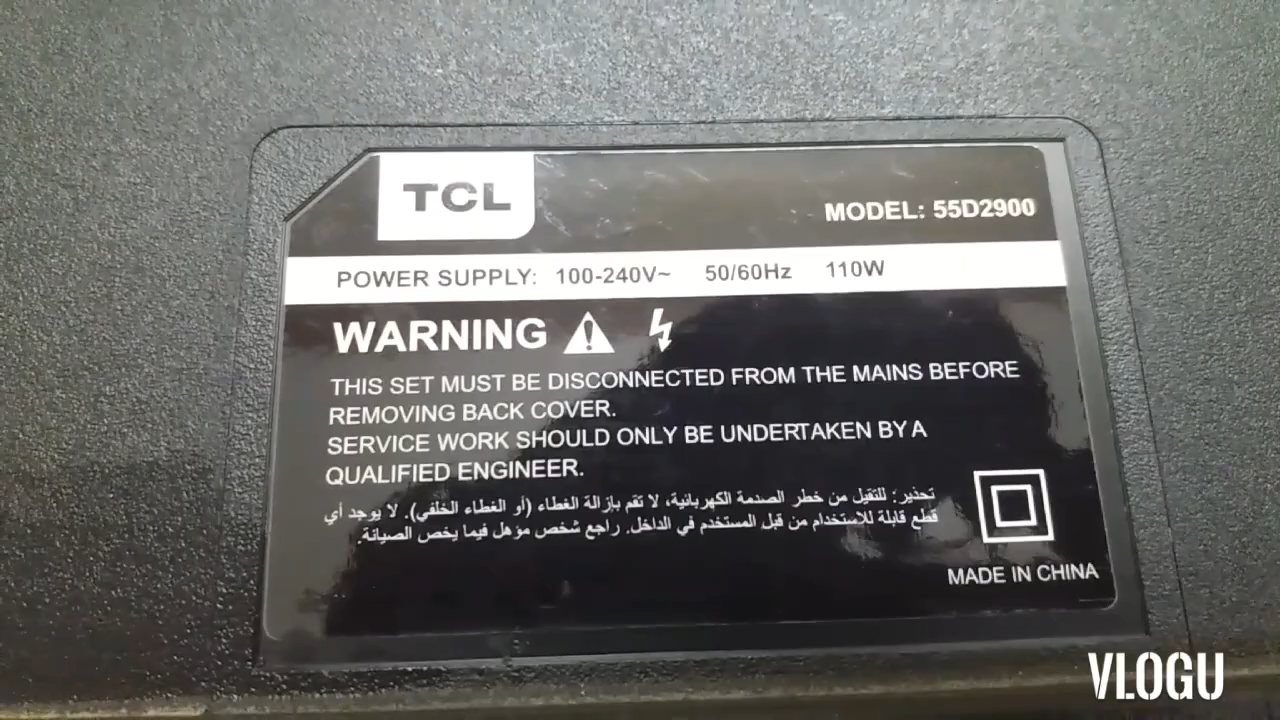 TCL
MODEL: 55D2900
POWER SUPPLY: 100-240V~ 50/60Hz 110W
WARNING
THIS SET MUST BE DISCONNECTED FROM THE MAINS BEFORE
REMOVING BACK COVER.
SERVICE WORK SHOULD ONLY BE UNDERTAKEN BY A
QUALIFIED ENGINEER.
تحذير: للتقيل من خطر الصدمة الكهربائية، لا تقم بإزالة الغطاء (أو الغطاء الخلفي). لا يوجد أي
قطع قابلة للاستخدام من قبل المستخدم في الداخل. راجع شخص مؤهل فيما يخص الصيانة.
MADE IN CHINA
VLOGU